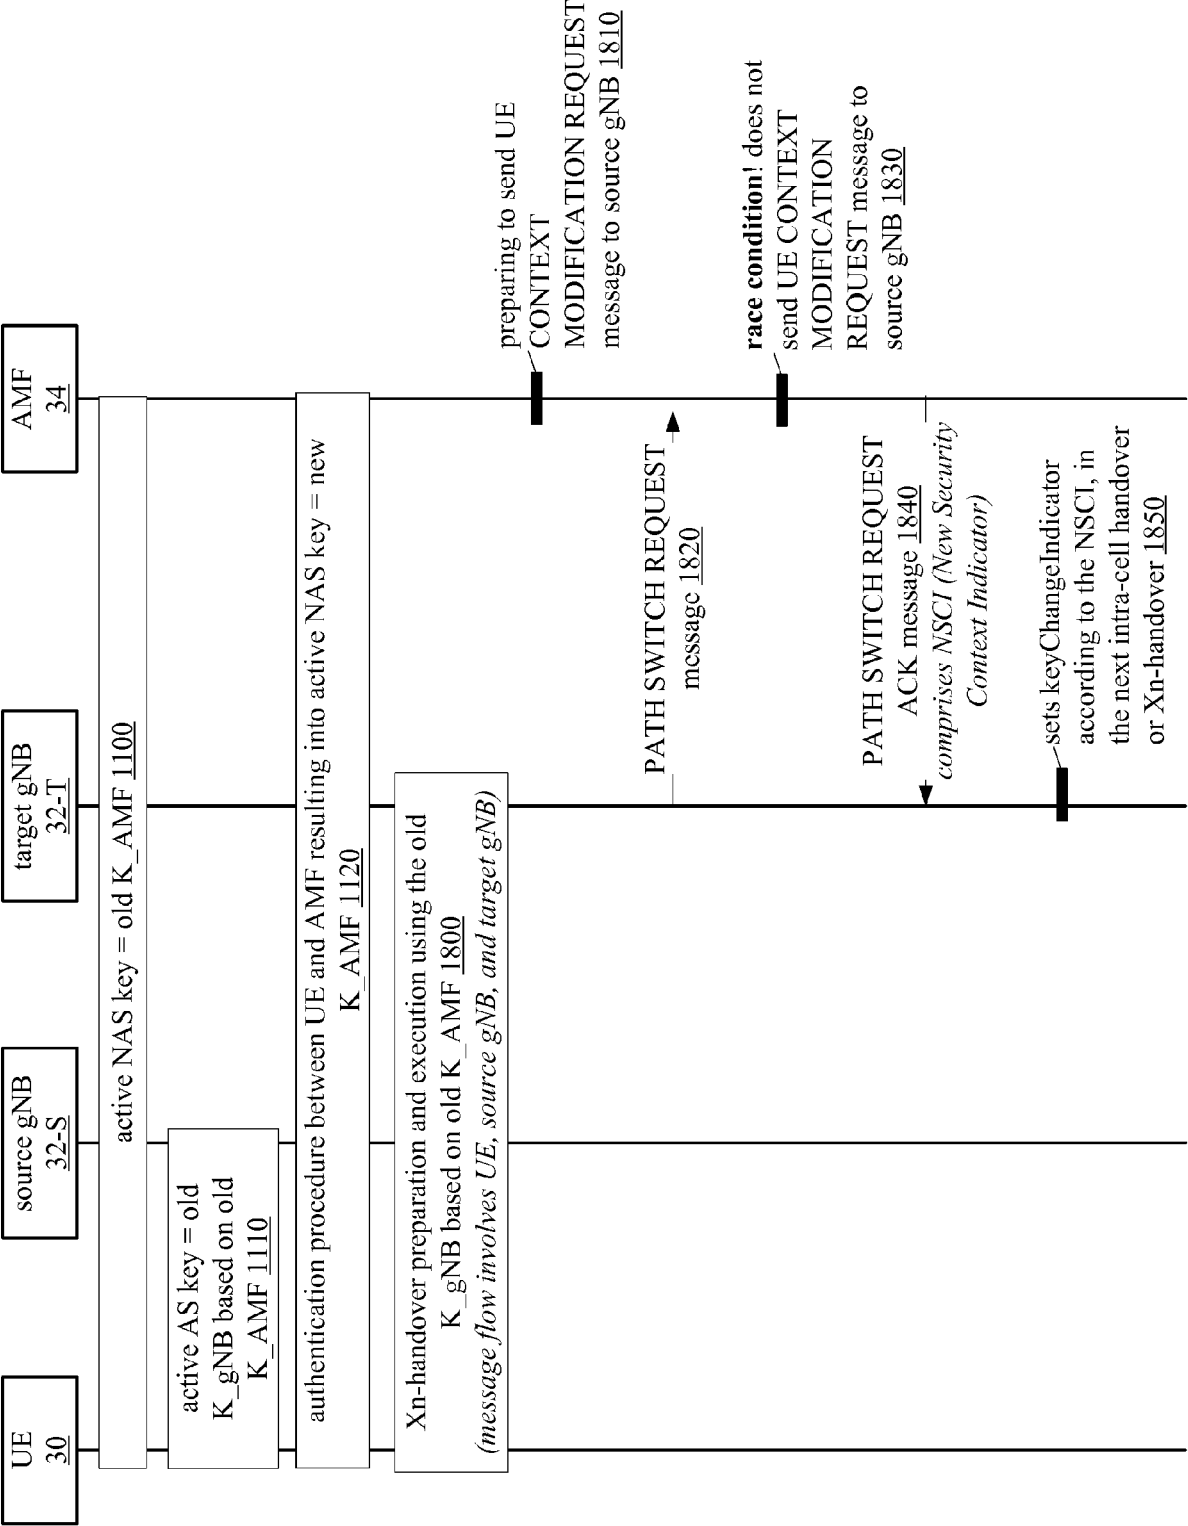 UE
30
source gNB
32-S
target gNB
32-T
AMF
34
active NAS key = old K_AMF 1100
active AS key = old
K_gNB based on old
K_AMF 1110
authentication procedure between UE and AMF resulting into active NAS key = new
K_AMF 1120
Xn-handover preparation and execution using the old
K_gNB based on old K_AMF 1800
(message flow involves UE, source gNB, and target gNB)
preparing to send UE
CONTEXT
MODIFICATION REQUEST
message to source gNB 1810
PATH SWITCH REQUEST
message 1820
race condition! does not
send UE CONTEXT
MODIFICATION
REQUEST message to
source gNB 1830
PATH SWITCH REQUEST
ACK message 1840
comprises NSCI (New Security
Context Indicator)
sets keyChangeIndicator
according to the NSCI, in
the next intra-cell handover
or Xn-handover 1850